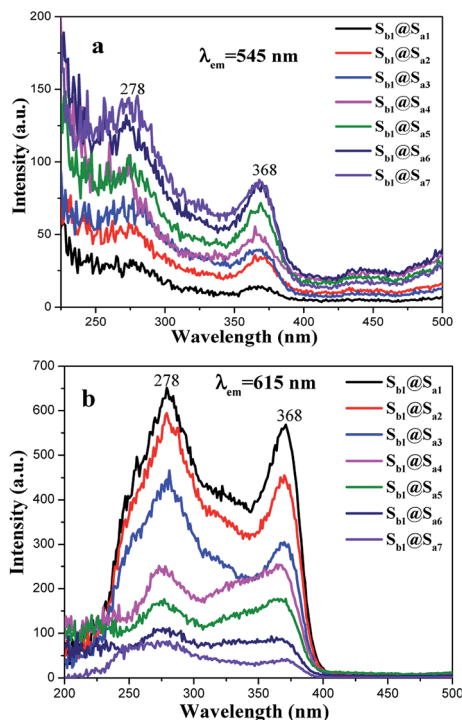 a
λem=545 nm
278
368
Sb1@Sa1
Sb1@Sa2
Sb1@Sa3
Sb1@Sa4
Sb1@Sa5
Sb1@Sa6
Sb1@Sa7
200
150
100
50
0
Intensity (a.u.)
250 300 350 400 450 500
Wavelength (nm)
b
λem=615 nm
278
368
Sb1@Sa1
Sb1@Sa2
Sb1@Sa3
Sb1@Sa4
Sb1@Sa5
Sb1@Sa6
Sb1@Sa7
700
600
500
400
300
200
100
0
Intensity (a.u.)
200 250 300 350 400 450 500
Wavelength (nm)